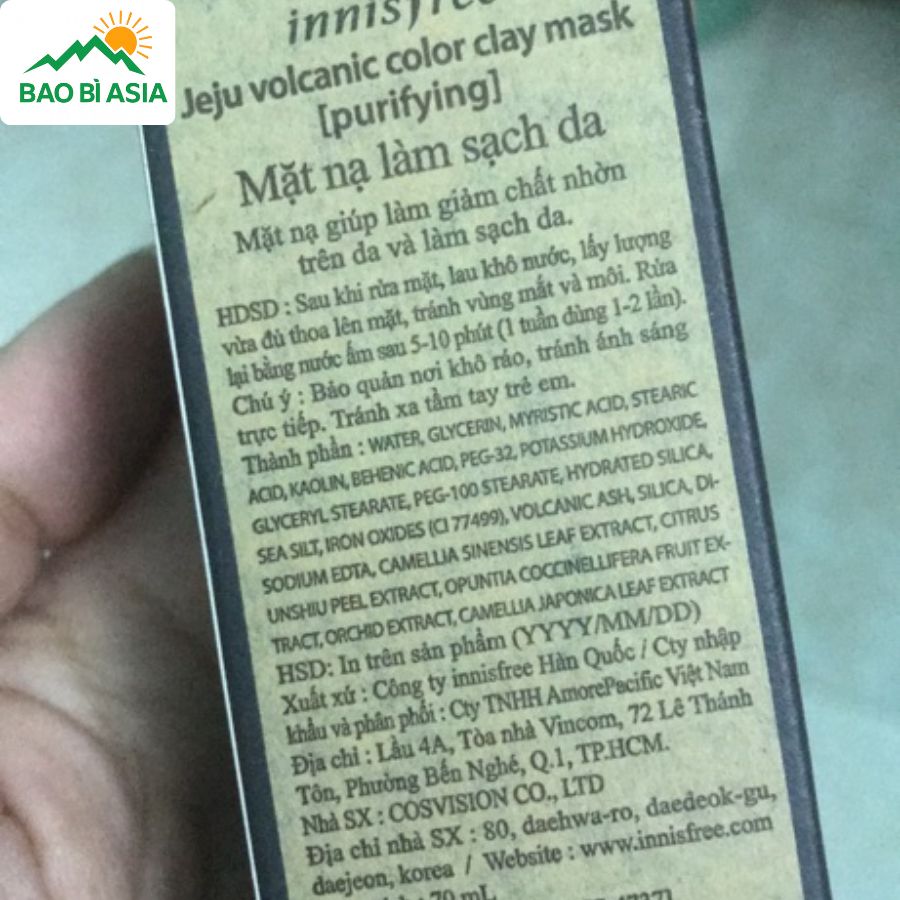 BAO BÌ ASIA
innisfree
Jeju volcanic color clay mask
[purifying]
Mặt nạ làm sạch da
Mặt nạ giúp làm giảm chất nhờn
trên da và làm sạch da.
HDSD : Sau khi rửa mặt, lau khô nước, lấy lượng
vừa đủ thoa lên mặt, tránh vùng mắt và môi. Rửa
lại bằng nước ấm sau 5-10 phút (1 tuần dùng 1-2 lần).
Chú ý : Bảo quản nơi khô ráo, tránh ánh sáng
trực tiếp. Tránh xa tầm tay trẻ em.
Thành phần : WATER, GLYCERIN, MYRISTIC ACID, STEARIC
ACID, KAOLIN, BEHENIC ACID, PEG-32, POTASSIUM HYDROXIDE,
GLYCERYL STEARATE, PEG-100 STEARATE, HYDRATED SILICA,
SEA SILT, IRON OXIDES (CI 77499), VOLCANIC ASH, SILICA, DI-
SODIUM EDTA, CAMELLIA SINENSIS LEAF EXTRACT, CITRUS
UNSHIU PEEL EXTRACT, OPUNTIA COCCINELLIFERA FRUIT EX-
TRACT, ORCHID EXTRACT, CAMELLIA JAPONICA LEAF EXTRACT
HSD: In trên sản phẩm (YYYY/MM/DD)
Xuất xứ : Công ty innisfree Hàn Quốc / Cty nhập
khẩu và phân phối : Cty TNHH AmorePacific Việt Nam
Địa chỉ : Lầu 4A, Tòa nhà Vincom, 72 Lê Thánh
Tôn, Phường Bến Nghé, Q.1, TP.HCM.
Nhà SX : COSVISION CO., LTD
Địa chỉ nhà SX : 80, daehwa-ro, daedeok-gu,
daejeon, korea / Website : www.innisfree.com
70 mL